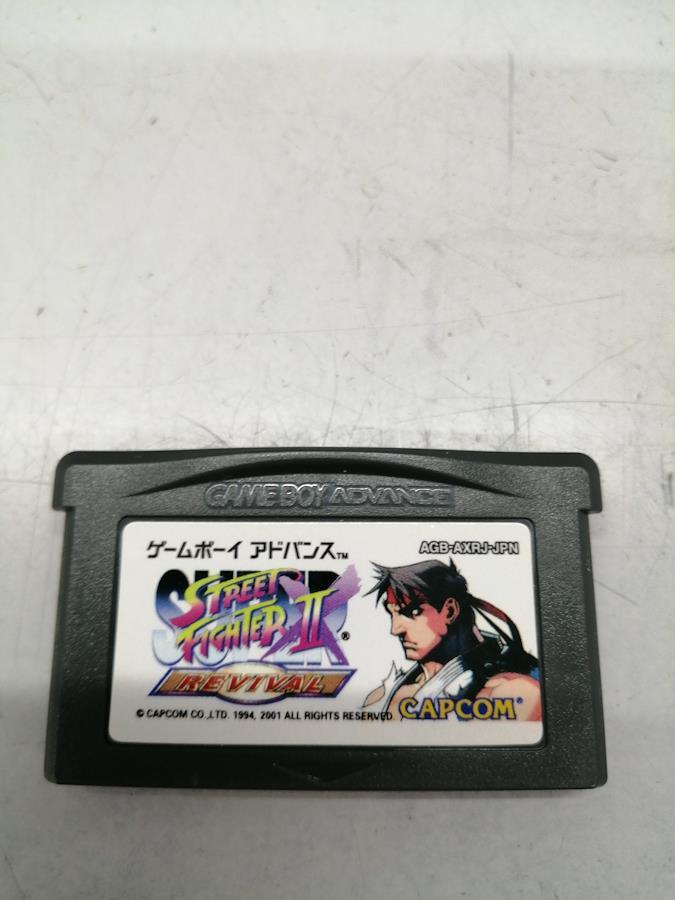 GAME BOY ADVANCE
ゲームボーイ アドバンス™
AGB-AXRJ-JPN
SUPER
STREET
FIGHTER II X ®
REVIVAL
© CAPCOM CO.,LTD. 1994, 2001 ALL RIGHTS RESERVED.
CAPCOM®